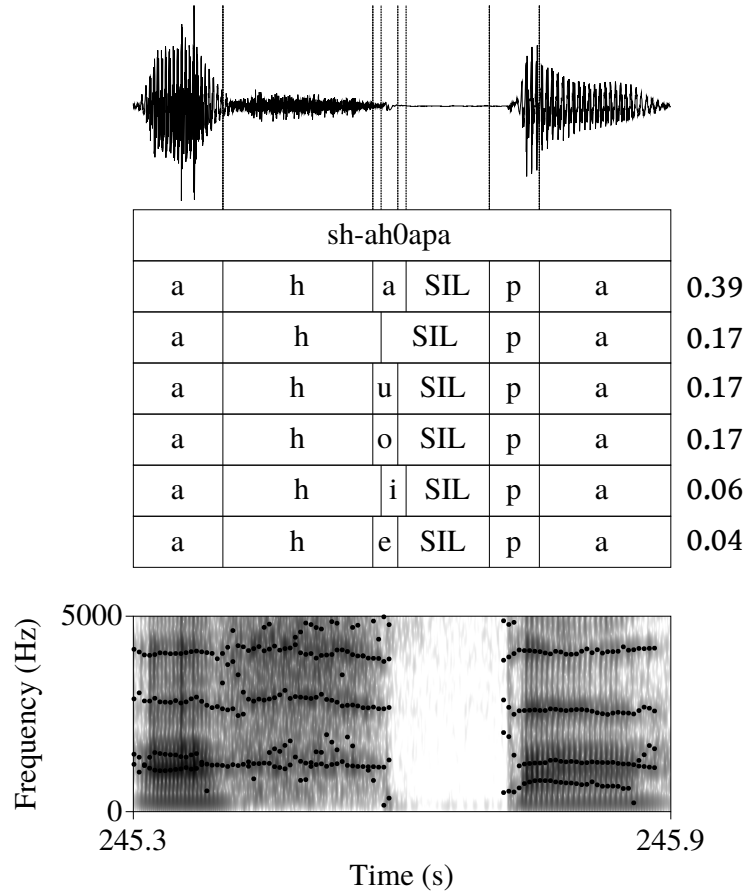 sh-ah0apa
a h a SIL p a 0.39
a h SIL p a 0.17
a h u SIL p a 0.17
a h o SIL p a 0.17
a h i SIL p a 0.06
a h e SIL p a 0.04
5000
Frequency (Hz)
0
245.3 245.9
Time (s)